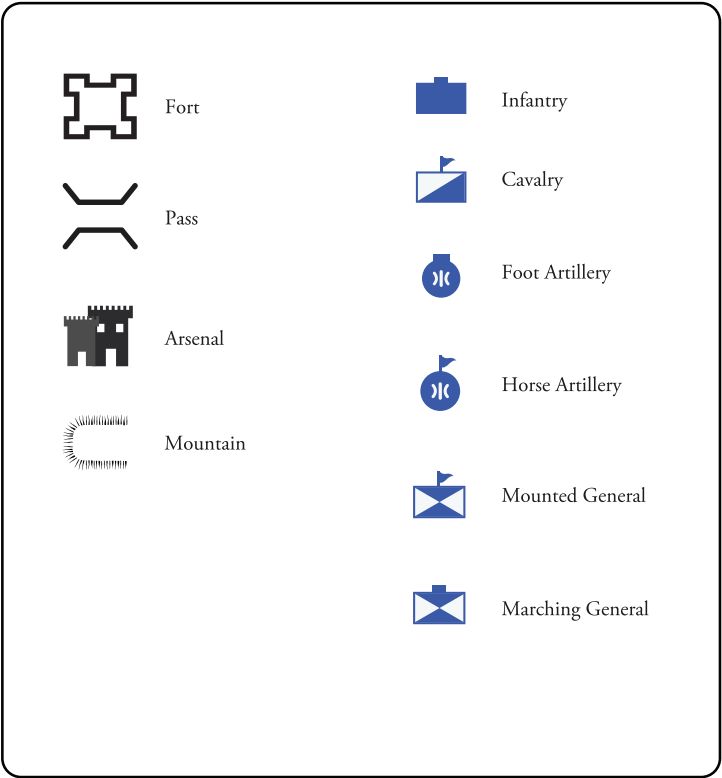 Fort
Pass
Arsenal
Mountain
Infantry
Cavalry
Foot Artillery
Horse Artillery
Mounted General
Marching General